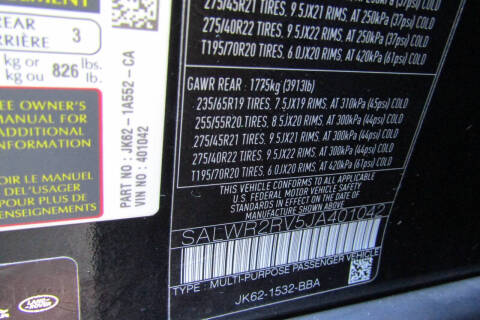 REAR
RRIÈRE 3
kg or lbs.
kg ou 826 lb.
EE OWNER'S
MANUAL FOR
ADDITIONAL
INFORMATION
OIR LE MANUEL
DE L'USAGER
POUR PLUS DE
ENSEIGNEMENTS
PART NO : JK62-1A552-CA
VIN NO : 401042
LAND ROVER
275/45R21 TIRES, 9.5JX21 RIMS, AT 250kPa (37psi) COLD
275/40R22 TIRES, 9.5JX22 RIMS, AT 250kPa (37psi) COLD
T195/70R20 TIRES, 6.0JX20 RIMS, AT 420kPa (61psi) COLD
GAWR REAR : 1775kg (3913lb)
235/65R19 TIRES, 7.5JX19 RIMS, AT 310kPa (45psi) COLD
255/55R20 TIRES, 8.5JX20 RIMS, AT 300kPa (44psi) COLD
275/45R21 TIRES, 9.5JX21 RIMS, AT 300kPa (44psi) COLD
275/40R22 TIRES, 9.5JX22 RIMS, AT 300kPa (44psi) COLD
T195/70R20 TIRES, 6.0JX20 RIMS, AT 420kPa (61psi) COLD
THIS VEHICLE CONFORMS TO ALL APPLICABLE
U.S. FEDERAL MOTOR VEHICLE SAFETY
STANDARDS IN EFFECT ON THE DATE OF
MANUFACTURE SHOWN ABOVE
SALWR2RV5JA401042
TYPE : MULTI-PURPOSE PASSENGER VEHICLE
JK62-1532-BBA